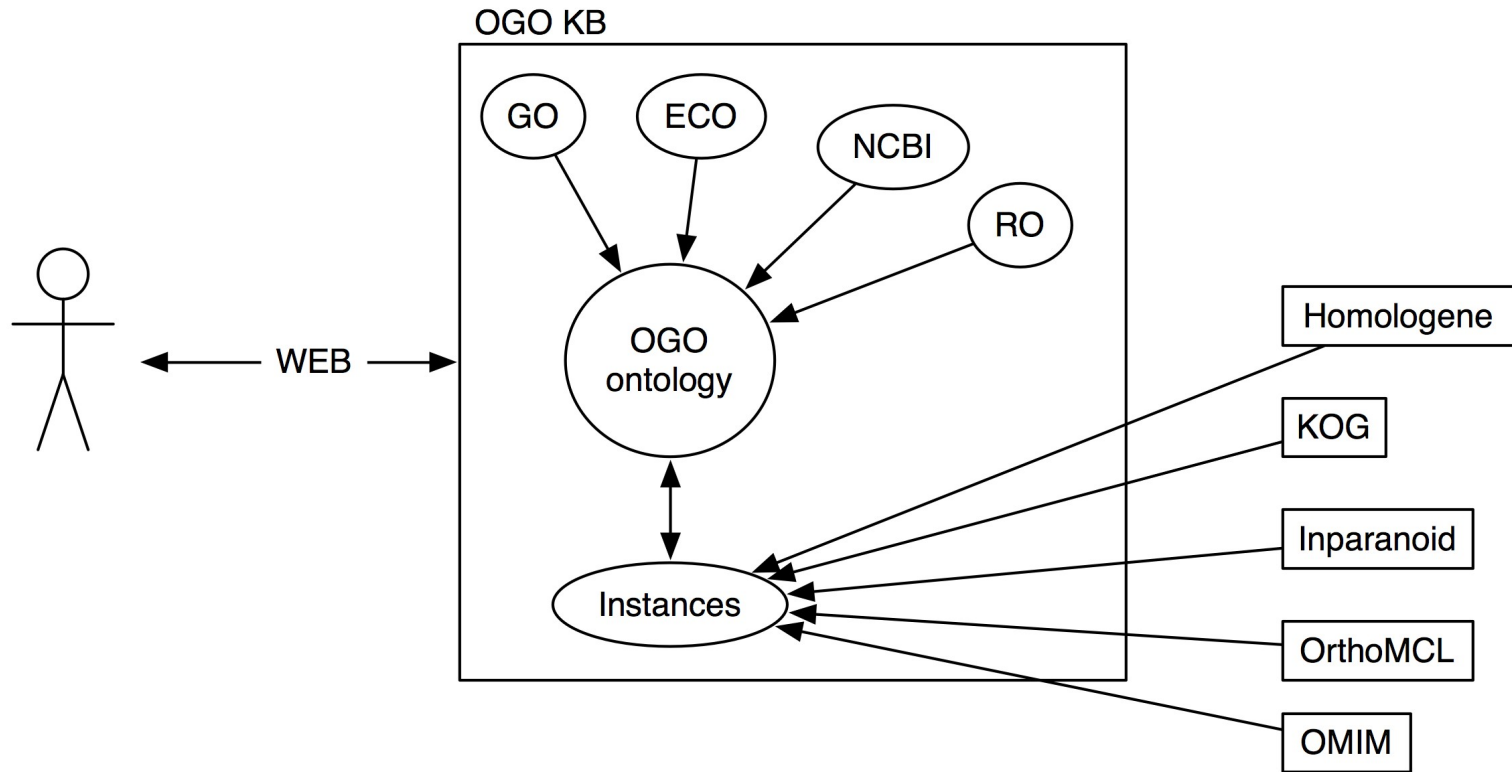 OGO KB
GO
ECO
NCBI
RO
OGO
ontology
WEB
Instances
Homologene
KOG
Inparanoid
OrthoMCL
OMIM